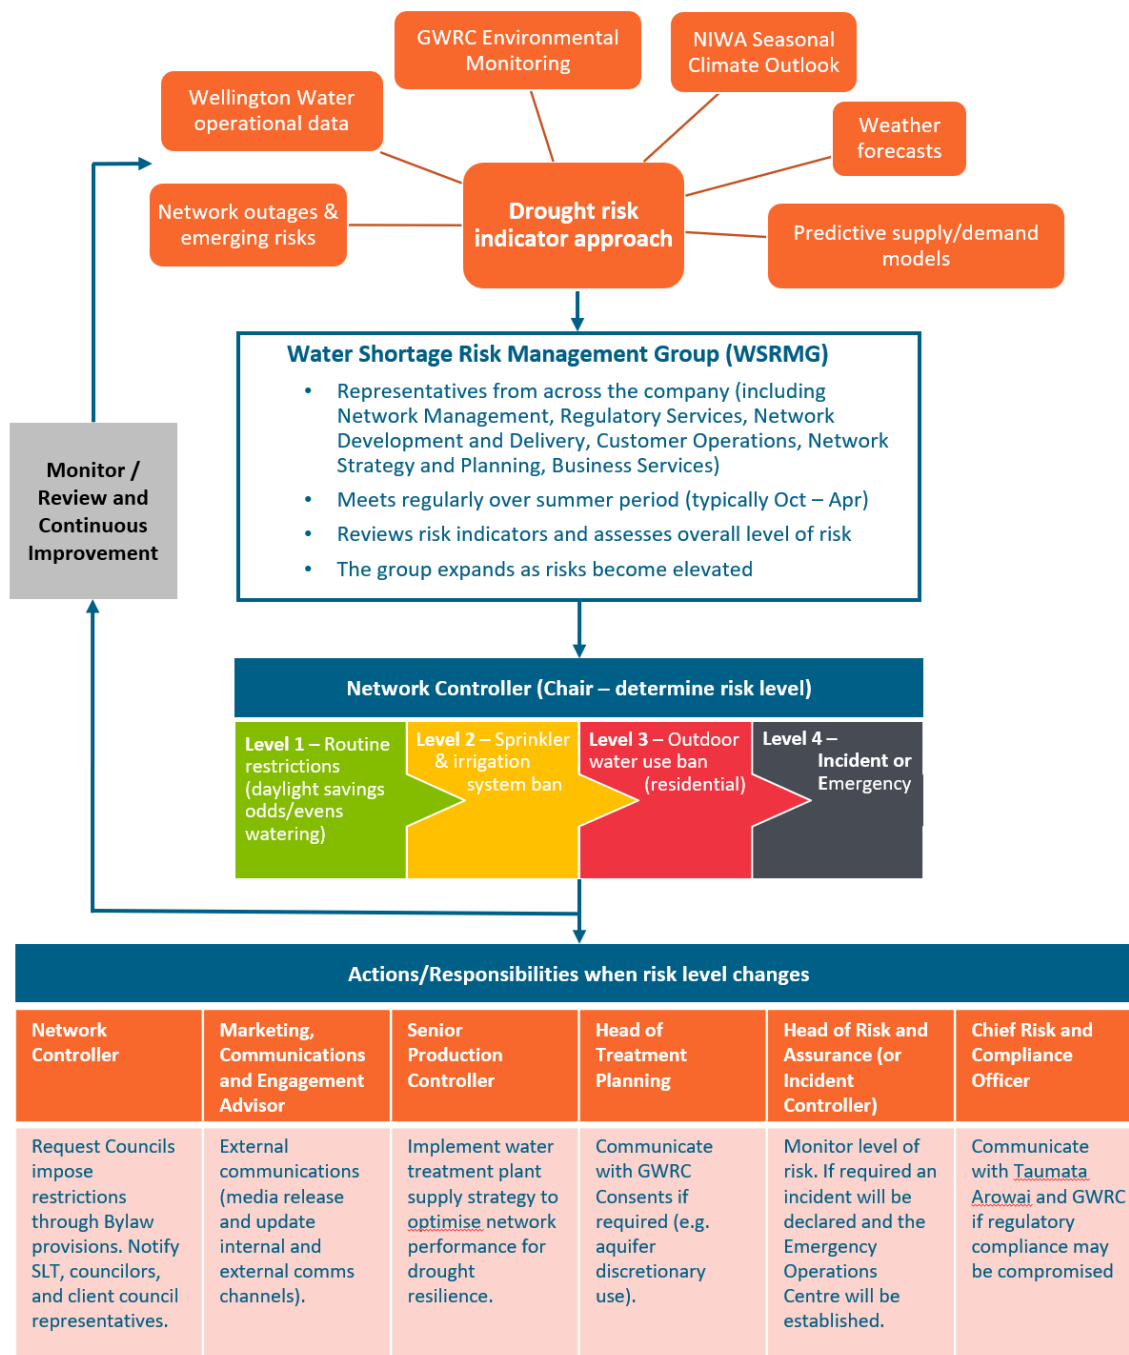 GWRC Environmental
Monitoring
NIWA Seasonal
Climate Outlook
Wellington Water
operational data
Weather
forecasts
Network outages &
emerging risks
Drought risk
indicator approach
Predictive supply/demand
models
Water Shortage Risk Management Group (WSRMG)
• Representatives from across the company (including
Network Management, Regulatory Services, Network
Development and Delivery, Customer Operations, Network
Strategy and Planning, Business Services)
• Meets regularly over summer period (typically Oct – Apr)
• Reviews risk indicators and assesses overall level of risk
• The group expands as risks become elevated
Monitor /
Review and
Continuous
Improvement
Network Controller (Chair – determine risk level)
Level 1 – Routine
restrictions
(daylight savings
odds/evens
watering)
Level 2 – Sprinkler
& irrigation
system ban
Level 3 – Outdoor
water use ban
(residential)
Level 4 –
Incident or
Emergency
Actions/Responsibilities when risk level changes
Network
Controller
Marketing,
Communications
and Engagement
Advisor
Senior
Production
Controller
Head of
Treatment
Planning
Head of Risk and
Assurance (or
Incident
Controller)
Chief Risk and
Compliance
Officer
Request Councils
impose
restrictions
through Bylaw
provisions. Notify
SLT, councilors,
and client council
representatives.
External
communications
(media release
and update
internal and
external comms
channels).
Implement water
treatment plant
supply strategy to
optimise network
performance for
drought
resilience.
Communicate
with GWRC
Consents if
required (e.g.
aquifer
discretionary
use).
Monitor level of
risk. If required an
incident will be
declared and the
Emergency
Operations
Centre will be
established.
Communicate
with Taumata
Arowai and GWRC
if regulatory
compliance may
be compromised